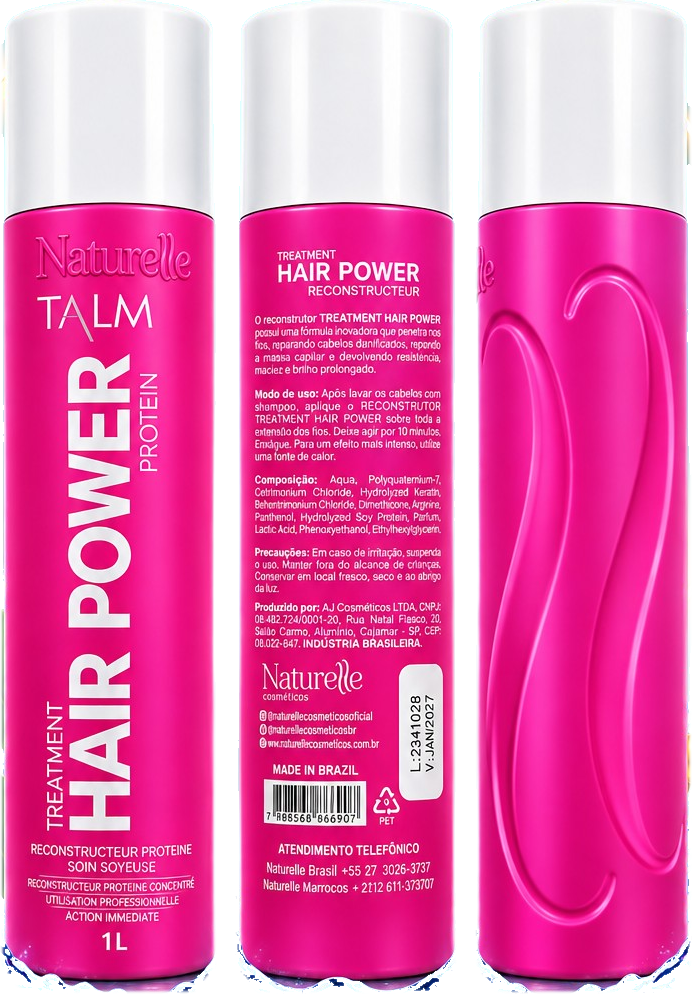 Naturelle
TALM
TREATMENT
HAIR POWER
PROTEIN
RECONSTRUCTEUR PROTEINE
SOIN SOYEUSE
RECONSTRUCTEUR PROTEINE CONCENTRÉ
UTILISATION PROFESSIONNELLE
ACTION IMMEDIATE
1L
TREATMENT
HAIR POWER
RECONSTRUCTEUR
O reconstrutor TREATMENT HAIR POWER
possui uma fórmula inovadora que penetra nos
fios, reparando cabelos danificados, repondo
a massa capilar e devolvendo resistência,
maciez e brilho prolongado.
Modo de uso: Após lavar os cabelos com
shampoo, aplique o RECONSTRUTOR
TREATMENT HAIR POWER sobre toda a
extensão dos fios. Deixe agir por 10 minutos.
Enxágue. Para um efeito mais intenso, utilize
uma fonte de calor.
Composição: Aqua, Polyquaternium-7,
Cetrimonium Chloride, Hydrolyzed Keratin,
Behentrimonium Chloride, Dimethicone, Arginine,
Panthenol, Hydrolyzed Soy Protein, Parfum,
Lactic Acid, Phenoxyethanol, Ethylhexylglycerin.
Precauções: Em caso de irritação, suspenda
o uso. Manter fora do alcance de crianças.
Conservar em local fresco, seco e ao abrigo
da luz.
Produzido por: AJ Cosméticos LTDA, CNPJ:
08.482.724/0001-20, Rua Natal Fiasco, 20,
Salão Carmo, Alumínio, Cajamar - SP, CEP:
08.022-847. INDÚSTRIA BRASILEIRA.
Naturelle
cosméticos
@naturellecosmeticosoficial
@naturellecosmeticosbr
www.naturellecosmeticos.com.br
L:2341028
V:JAN/2027
MADE IN BRAZIL
7 898568 866907
PET
ATENDIMENTO TELEFÔNICO
Naturelle Brasil +55 27 3026-3737
Naturelle Marrocos + 2212 611-373707
lle